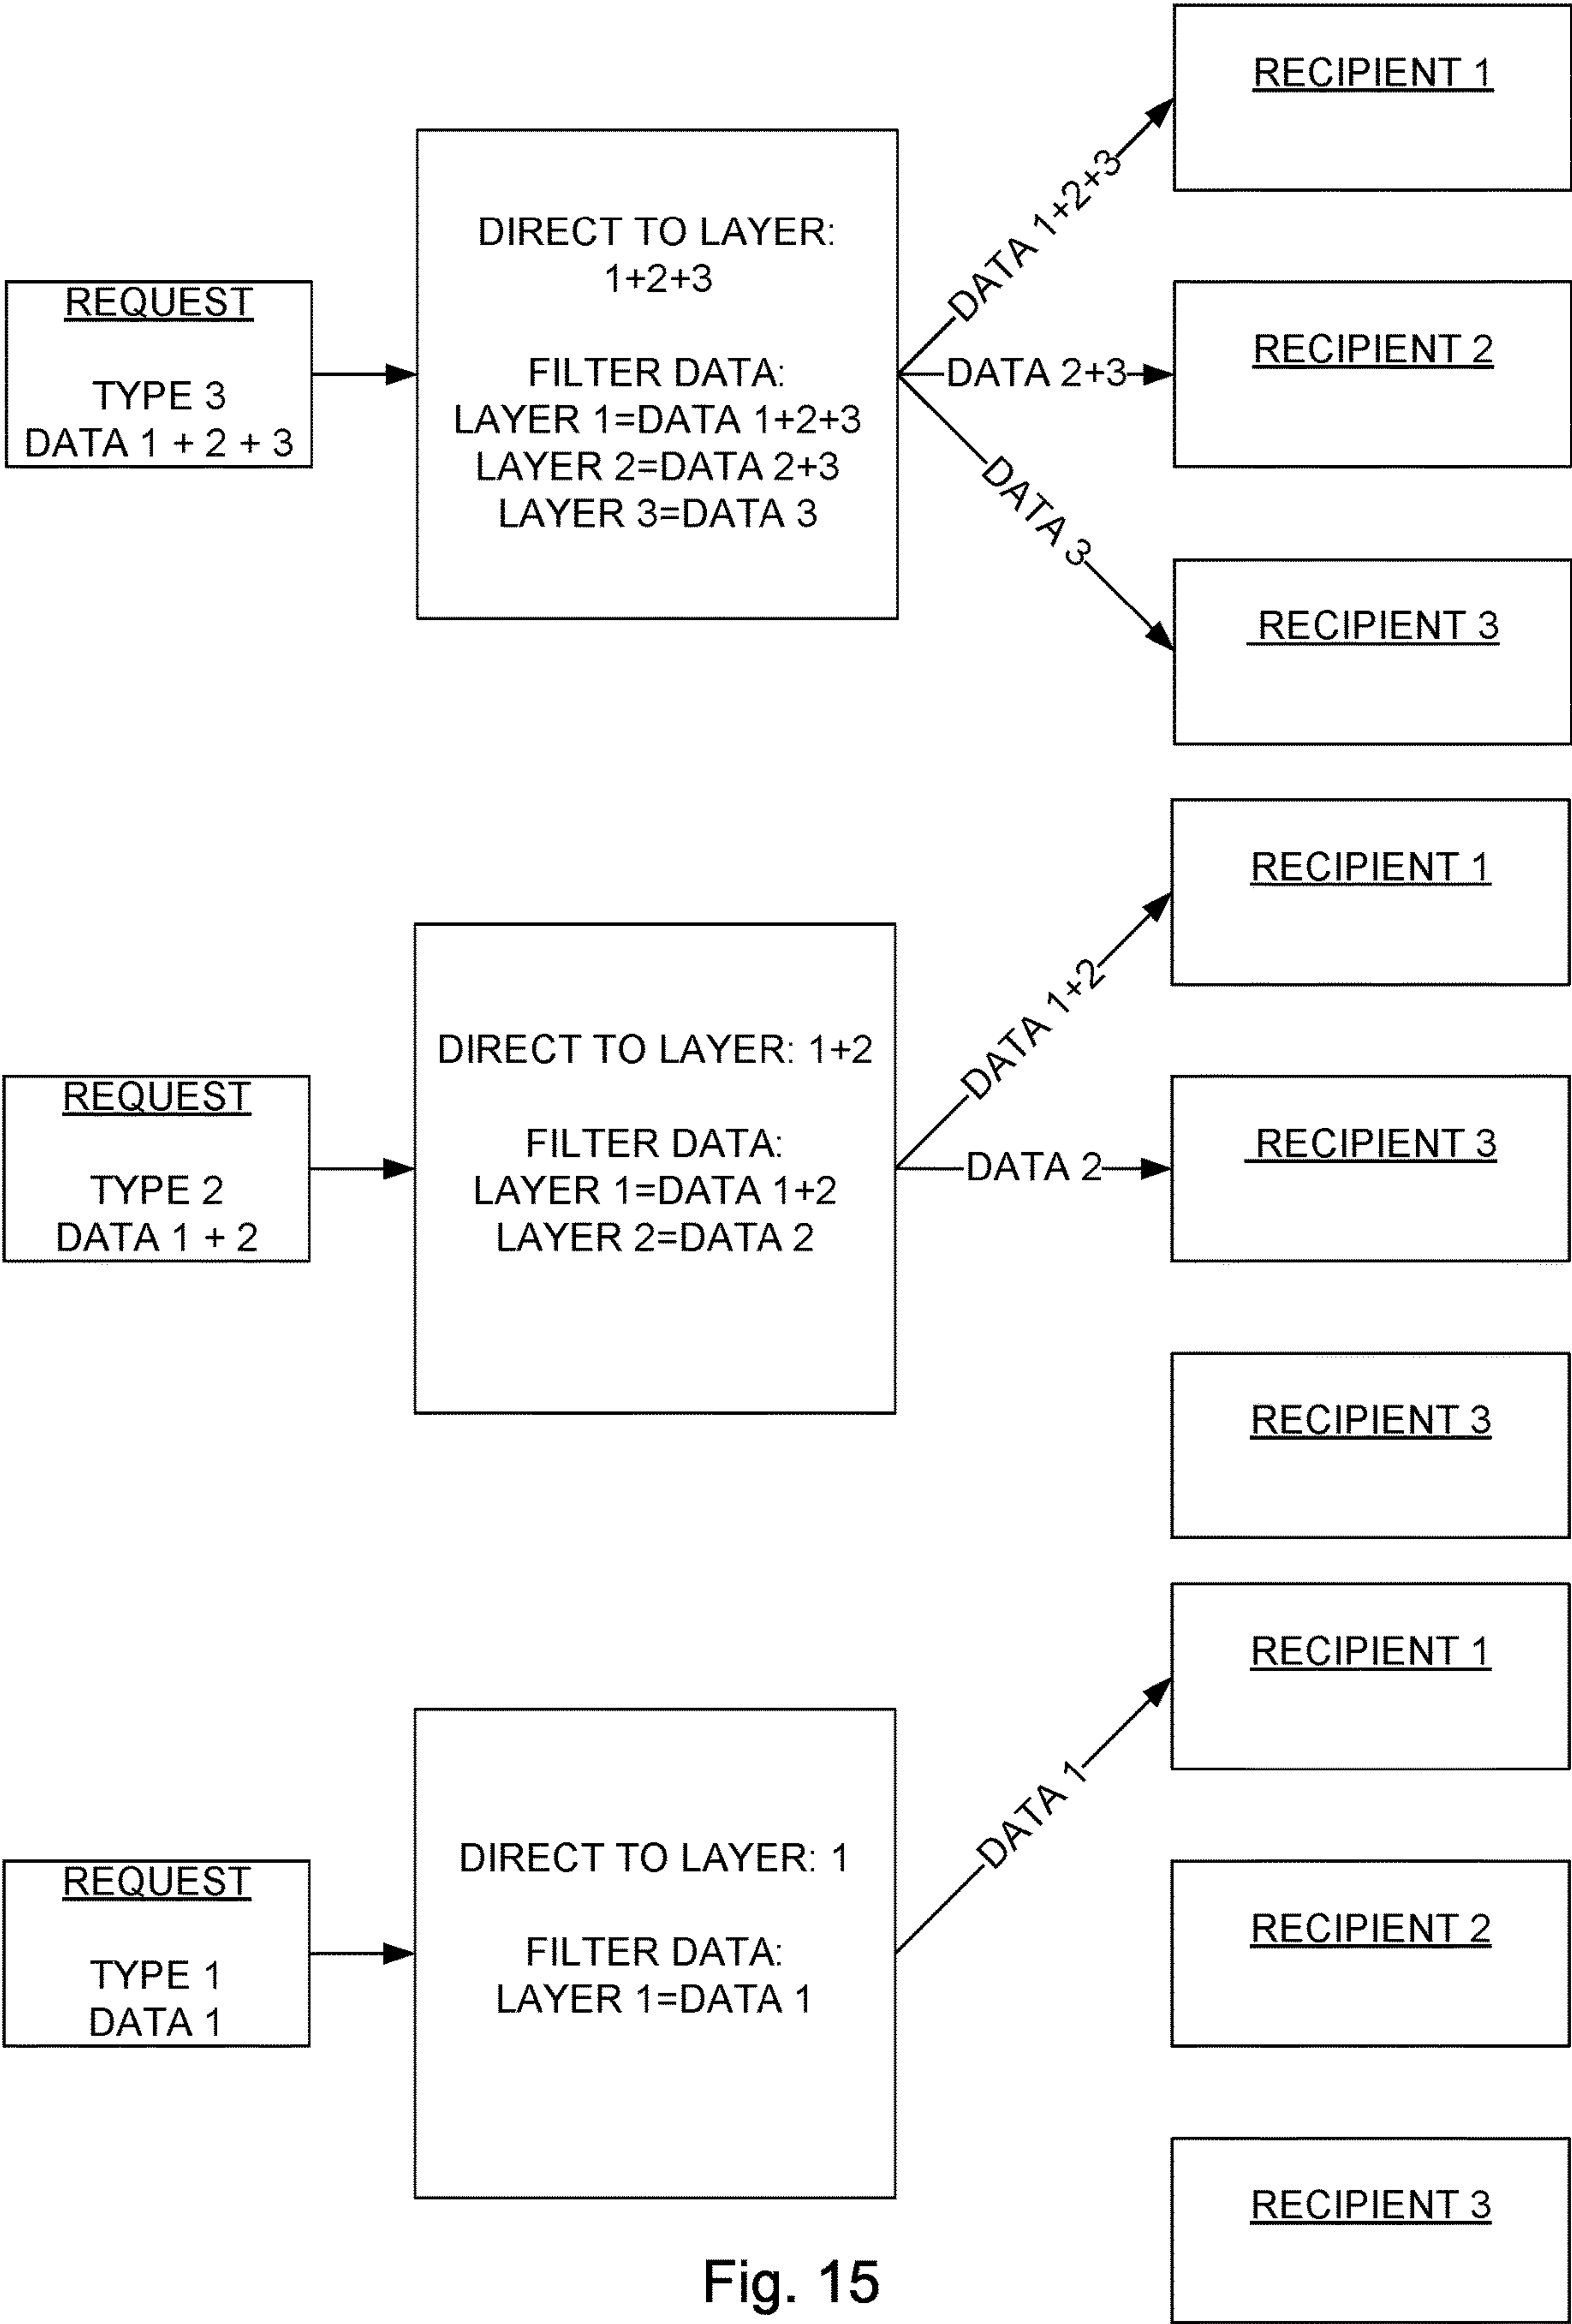 REQUEST
TYPE 3
DATA 1 + 2 + 3
DIRECT TO LAYER:
1+2+3
FILTER DATA:
LAYER 1=DATA 1+2+3
LAYER 2=DATA 2+3
LAYER 3=DATA 3
DATA 1+2+3
DATA 2+3
DATA 3
RECIPIENT 1
RECIPIENT 2
RECIPIENT 3
REQUEST
TYPE 2
DATA 1 + 2
DIRECT TO LAYER: 1+2
FILTER DATA:
LAYER 1=DATA 1+2
LAYER 2=DATA 2
DATA 1+2
DATA 2
RECIPIENT 1
RECIPIENT 3
RECIPIENT 3
REQUEST
TYPE 1
DATA 1
DIRECT TO LAYER: 1
FILTER DATA:
LAYER 1=DATA 1
DATA 1
RECIPIENT 1
RECIPIENT 2
RECIPIENT 3
Fig. 15